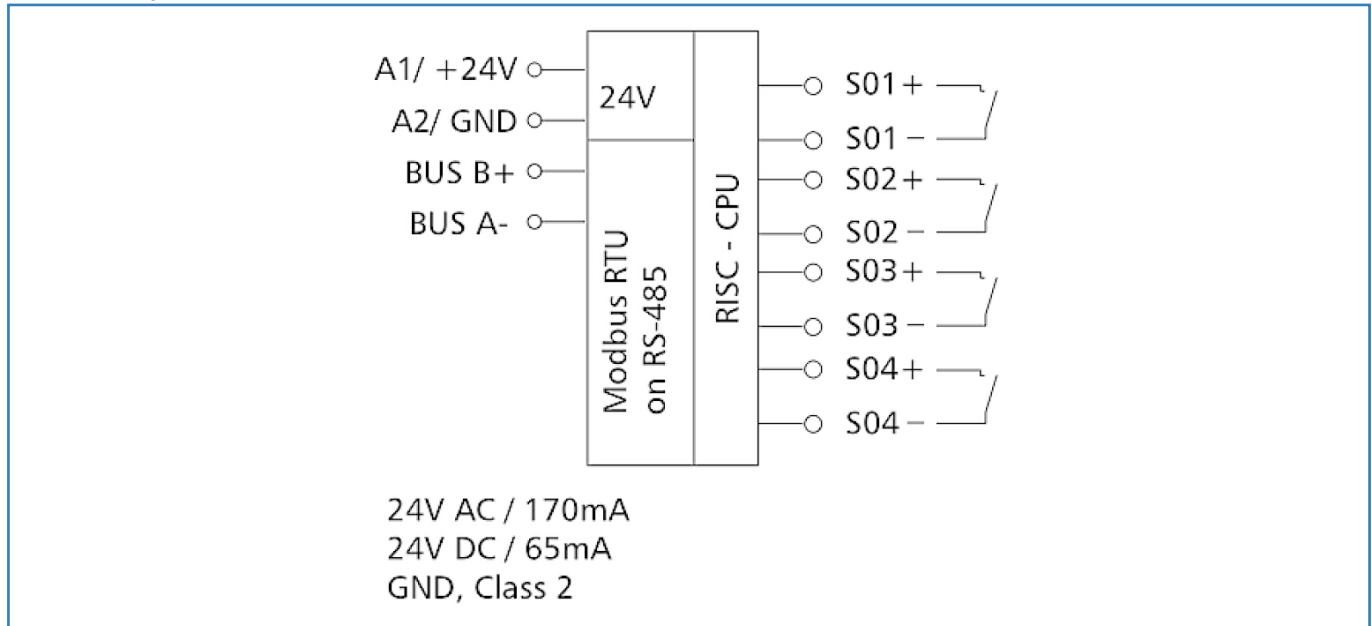 A1/ +24V
A2/ GND
BUS B+
BUS A-
24V
Modbus RTU
on RS-485
RISC - CPU
S01+
S01-
S02+
S02-
S03+
S03-
S04+
S04-
24V AC / 170mA
24V DC / 65mA
GND, Class 2